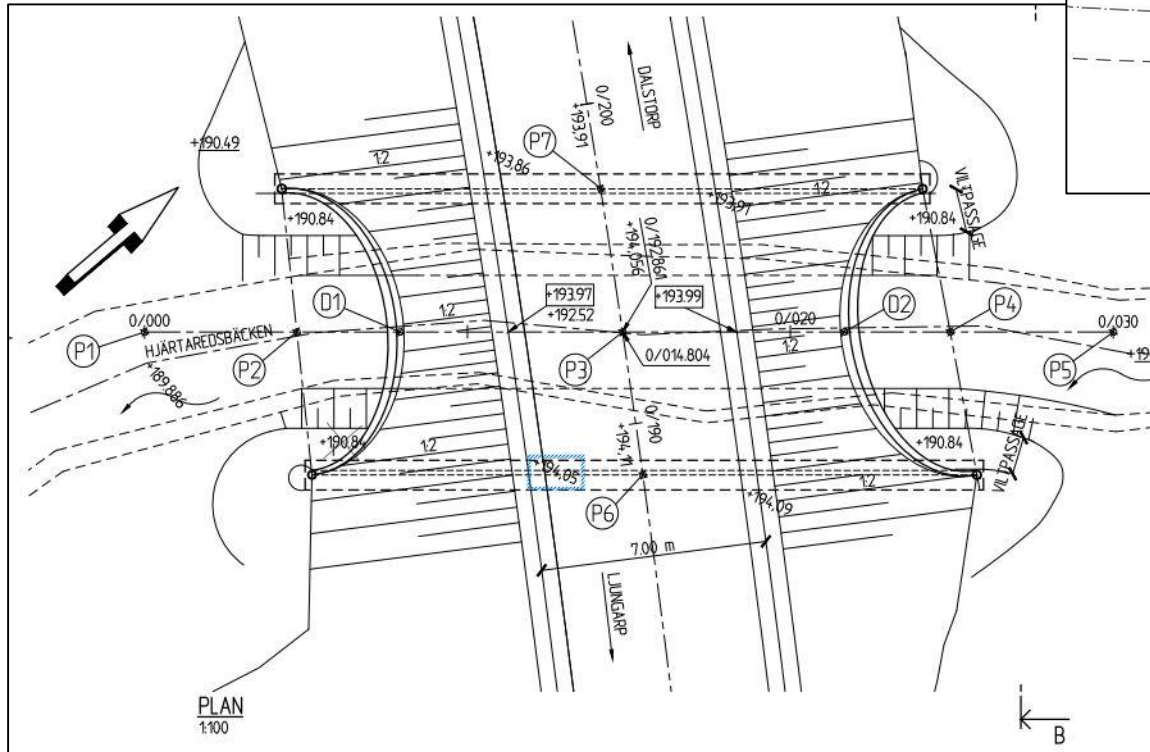 DALSTORP
0/200
+193,91
+190.49
P7
1:2
+193,86
1:2
VILTPASSAGE
+193,91
+190.84
+190.84
0/192.861
+194,056
D1
1:2
+193.97
+192.52
+193.99
0/020
1:2
D2
P4
0/000
0/030
P1
HJÄRTAREDSBÄCKEN
P2
P3
0/014.804
P5
+189.886
+19
0/190
+194,11
+190.84
1:2
+190.84
VILTPASSAGE
+194,05
1:2
P6
+194,09
7.00 m
LJUNGARP
PLAN
1:100
B